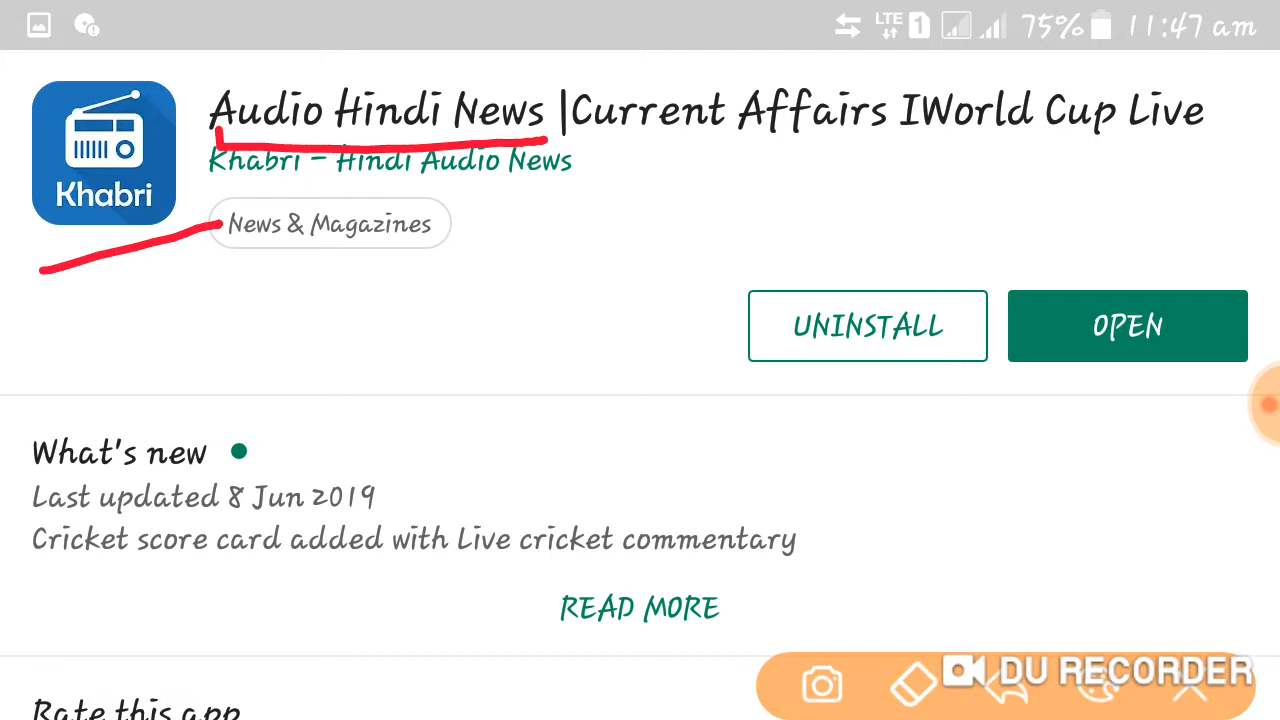 LTE 1 75% 11:47 am
Audio Hindi News |Current Affairs IWorld Cup Live
Khabri - Hindi Audio News
Khabri
News & Magazines
UNINSTALL OPEN
What's new
Last updated 8 Jun 2019
Cricket score card added with Live cricket commentary
READ MORE
DU RECORDER
Rate this app